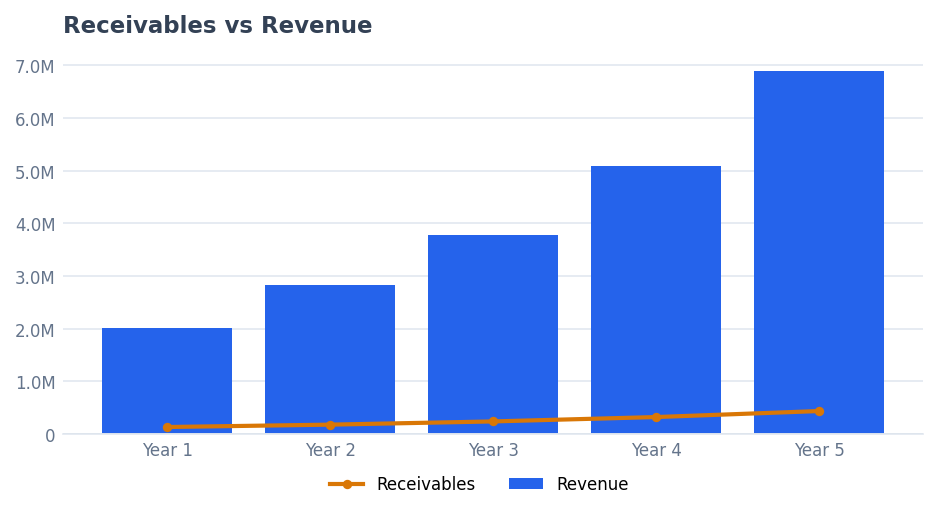 Receivables vs Revenue
7.0M
6.0M
5.0M
4.0M
3.0M
2.0M
1.0M
0
Year 1 Year 2 Year 3 Year 4 Year 5
Receivables Revenue